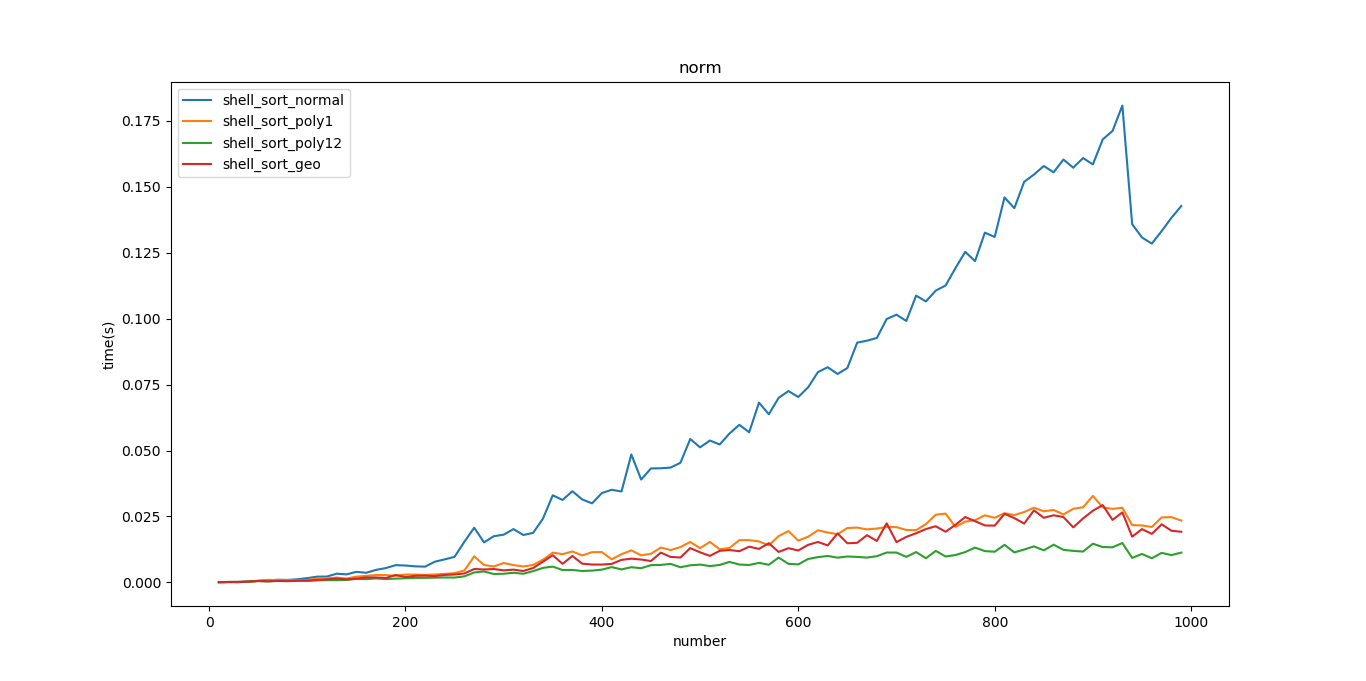 norm
shell_sort_normal
shell_sort_poly1
shell_sort_poly12
shell_sort_geo
0.175
0.150
0.125
0.100
0.075
0.050
0.025
0.000
time(s)
0 200 400 600 800 1000
number